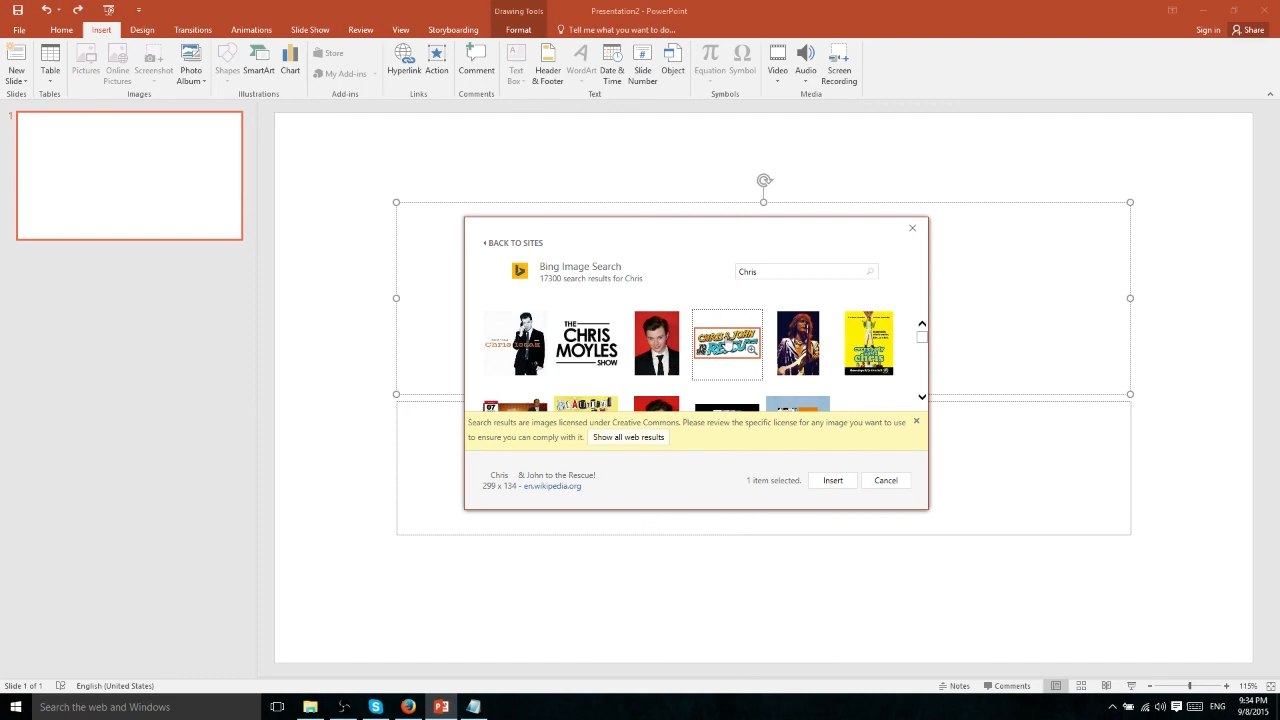 Drawing Tools
Presentation2 - PowerPoint
File Home Insert Design Transitions Animations Slide Show Review View Storyboarding Format Tell me what you want to do... Sign in Share
New Slide
Slides
Table
Tables
Pictures
Online Pictures
Screenshot
Photo Album
Images
Shapes
SmartArt
Chart
Illustrations
Store
My Add-ins
Add-ins
Hyperlink
Action
Links
Comment
Comments
Text Box
Header & Footer
WordArt
Date & Time
Slide Number
Object
Text
Equation
Symbol
Symbols
Video
Audio
Screen Recording
Media
1
BACK TO SITES
Bing Image Search
17300 search results for Chris
Chris
Chris Isaak
THE
CHRIS
MOYLES
SHOW
Search results are images licensed under Creative Commons. Please review the specific license for any image you want to use
to ensure you can comply with it. Show all web results
Chris & John to the Rescue!
299 x 134 - en.wikipedia.org
1 item selected. Insert Cancel
Slide 1 of 1 English (United States) Notes Comments 115%
Search the web and Windows
ENG
9:34 PM
9/8/2015